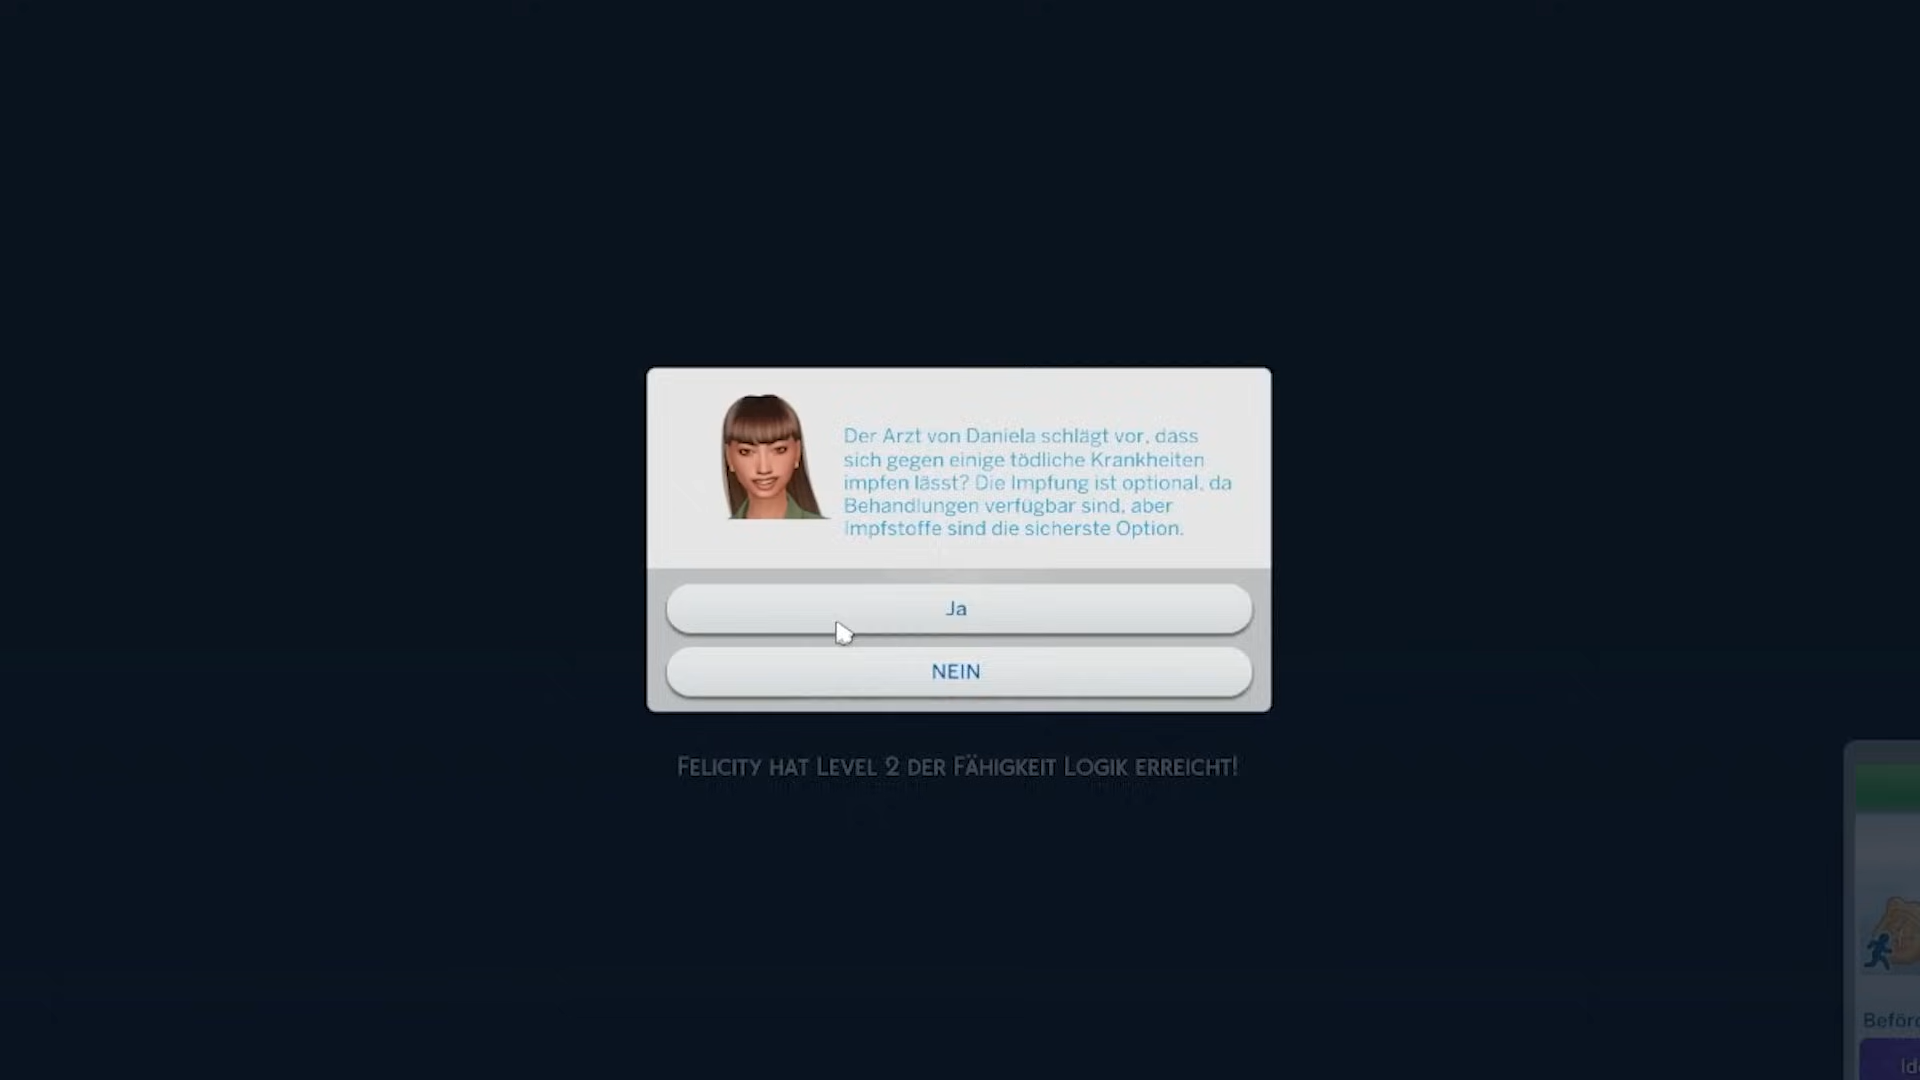 Der Arzt von Daniela schlägt vor, dass
sich gegen einige tödliche Krankheiten
impfen lässt? Die Impfung ist optional, da
Behandlungen verfügbar sind, aber
Impfstoffe sind die sicherste Option.
Ja
NEIN
FELICITY HAT LEVEL 2 DER FÄHIGKEIT LOGIK ERREICHT!